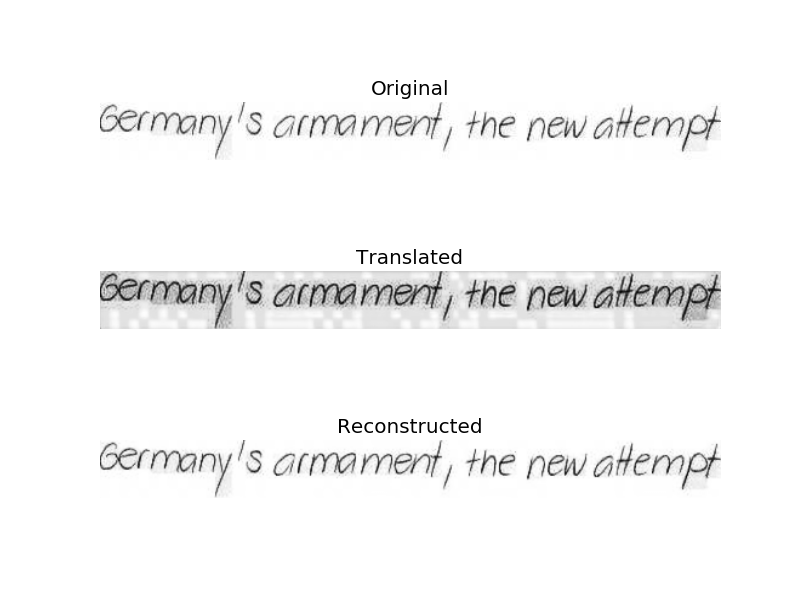 Original
Germany's armament, the new attempt
Translated
Germany's armament, the new attempt
Reconstructed
Germany's armament, the new attempt